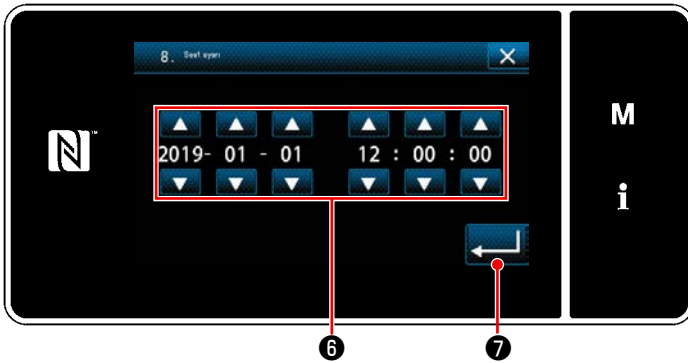 8. Saat ayarı
M
2019- 01 - 01 12 : 00 : 00
i
❻ ❼